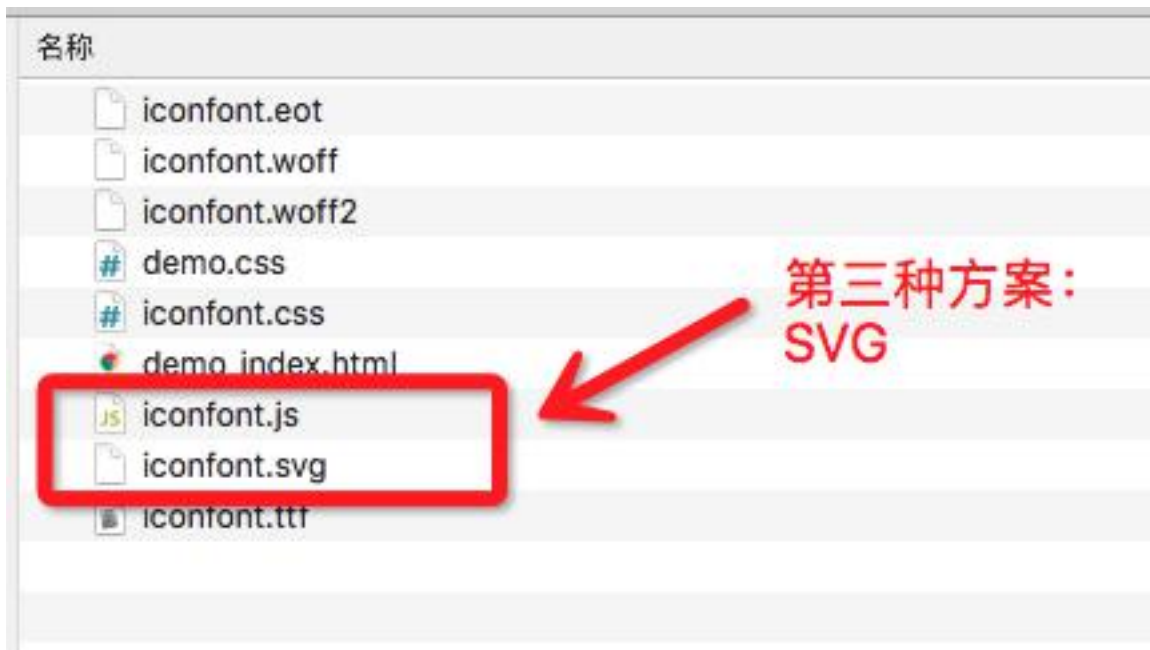 名称
iconfont.eot
iconfont.woff
iconfont.woff2
demo.css
iconfont.css
demo_index.html
iconfont.js
iconfont.svg
iconfont.ttf
第三种方案：
SVG